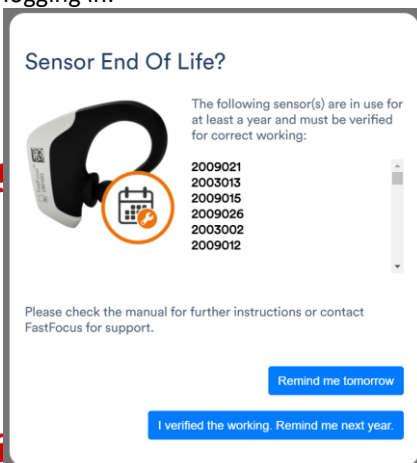 Sensor End Of Life?
The following sensor(s) are in use for
at least a year and must be verified
for correct working:
2009021
2003013
2009015
2009026
2003002
2009012
Please check the manual for further instructions or contact
FastFocus for support.
Remind me tomorrow
I verified the working. Remind me next year.